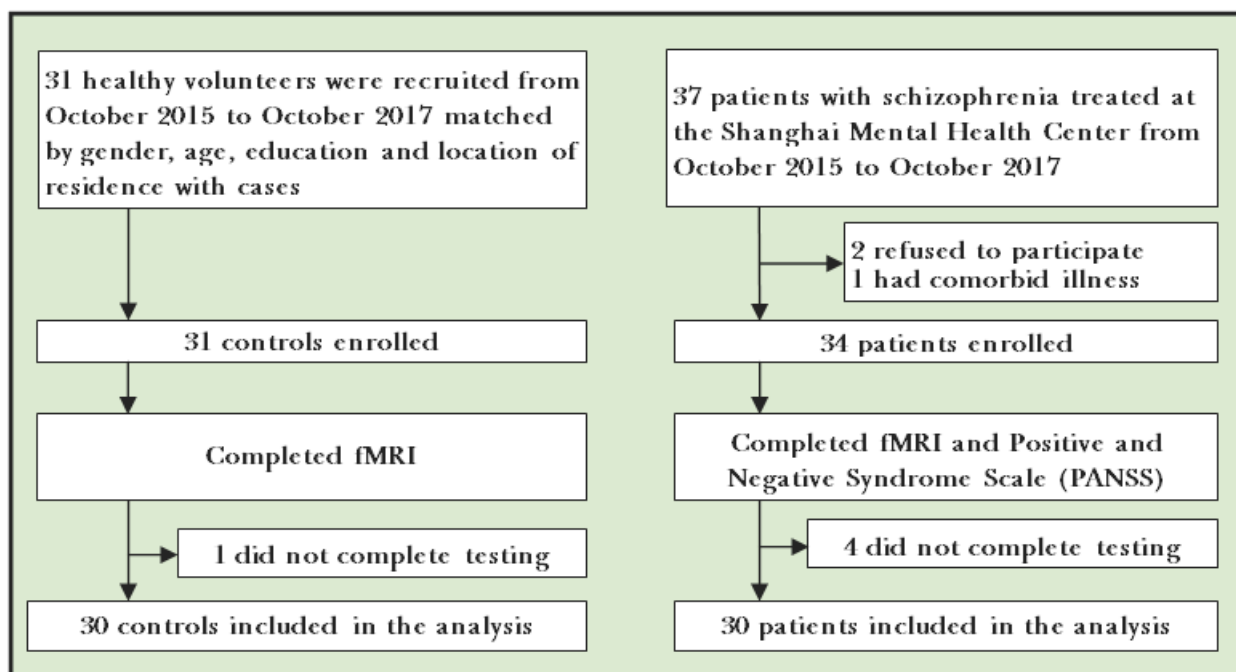 31 healthy volunteers were recruited from
October 2015 to October 2017 matched
by gender, age, education and location of
residence with cases
31 controls enrolled
Completed fMRI
1 did not complete testing
30 controls included in the analysis
37 patients with schizophrenia treated at
the Shanghai Mental Health Center from
October 2015 to October 2017
2 refused to participate
1 had comorbid illness
34 patients enrolled
Completed fMRI and Positive and
Negative Syndrome Scale (PANSS)
4 did not complete testing
30 patients included in the analysis